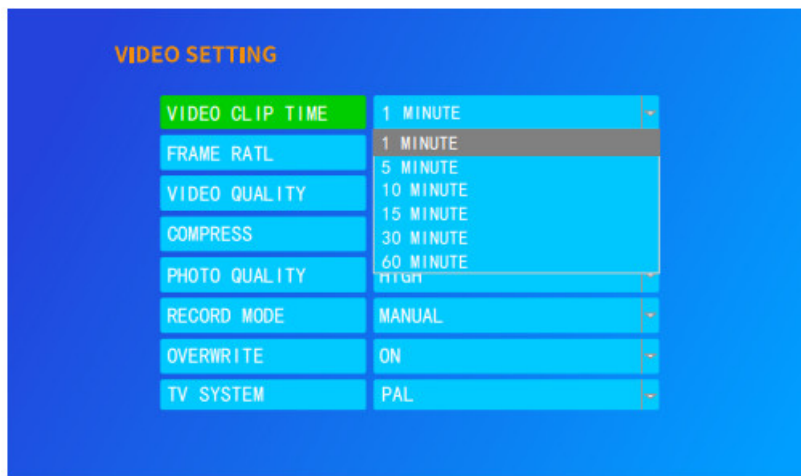 VIDEO SETTING
VIDEO CLIP TIME 1 MINUTE
FRAME RATL 1 MINUTE
5 MINUTE
VIDEO QUALITY 10 MINUTE
15 MINUTE
COMPRESS 30 MINUTE
60 MINUTE
PHOTO QUALITY HIGH
RECORD MODE MANUAL
OVERWRITE ON
TV SYSTEM PAL